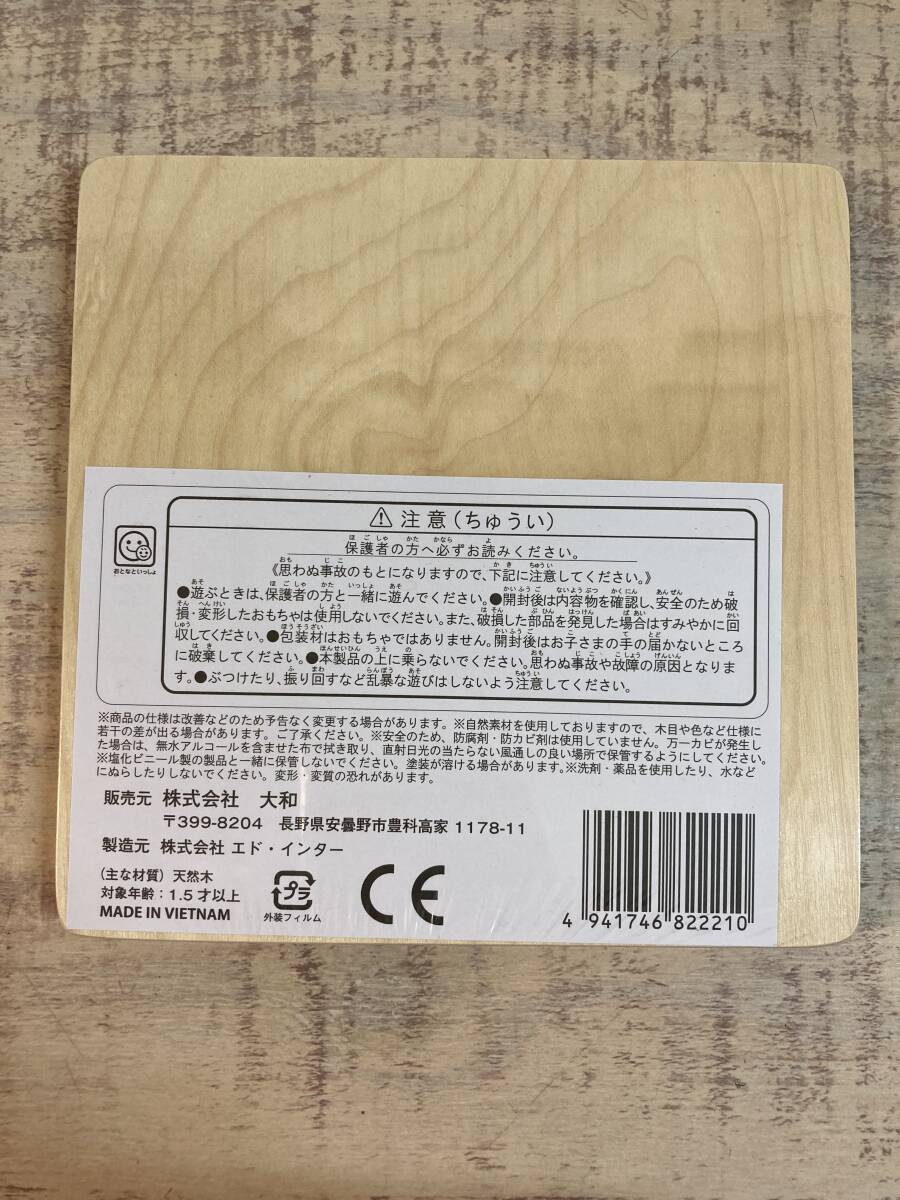 おとなといっしょ
⚠ 注意（ちゅうい）
保護者の方へ必ずお読みください。
《思わぬ事故のもとになりますので、下記に注意してください。》
●遊ぶときは、保護者の方と一緒に遊んでください。●開封後は内容物を確認し、安全のため破
損・変形したおもちゃは使用しないでください。また、破損した部品を発見した場合はすみやかに回
収してください。●包装材はおもちゃではありません。開封後はお子さまの手の届かないところ
に破棄してください。●本製品の上に乗らないでください。思わぬ事故や故障の原因となりま
す。●ぶつけたり、振り回すなど乱暴な遊びはしないよう注意してください。
※商品の仕様は改善などのため予告なく変更する場合があります。※自然素材を使用しておりますので、木目や色など仕様に
若干の差が出る場合があります。ご了承ください。※安全のため、防腐剤・防カビ剤は使用していません。万一カビが発生し
た場合は、無水アルコールを含ませた布で拭き取り、直射日光の当たらない風通しの良い場所で保管するようにしてください。
※塩化ビニール製の製品と一緒に保管しないでください。塗装が溶ける場合があります。※洗剤・薬品を使用したり、水など
にぬらしたりしないでください。変形・変質の恐れがあります。
販売元 株式会社 大和
〒399-8204 長野県安曇野市豊科高家 1178-11
製造元 株式会社 エド・インター
（主な材質）天然木
対象年齢：1.5才以上
MADE IN VIETNAM
プラ
外装フィルム
CE
4 941746 822210